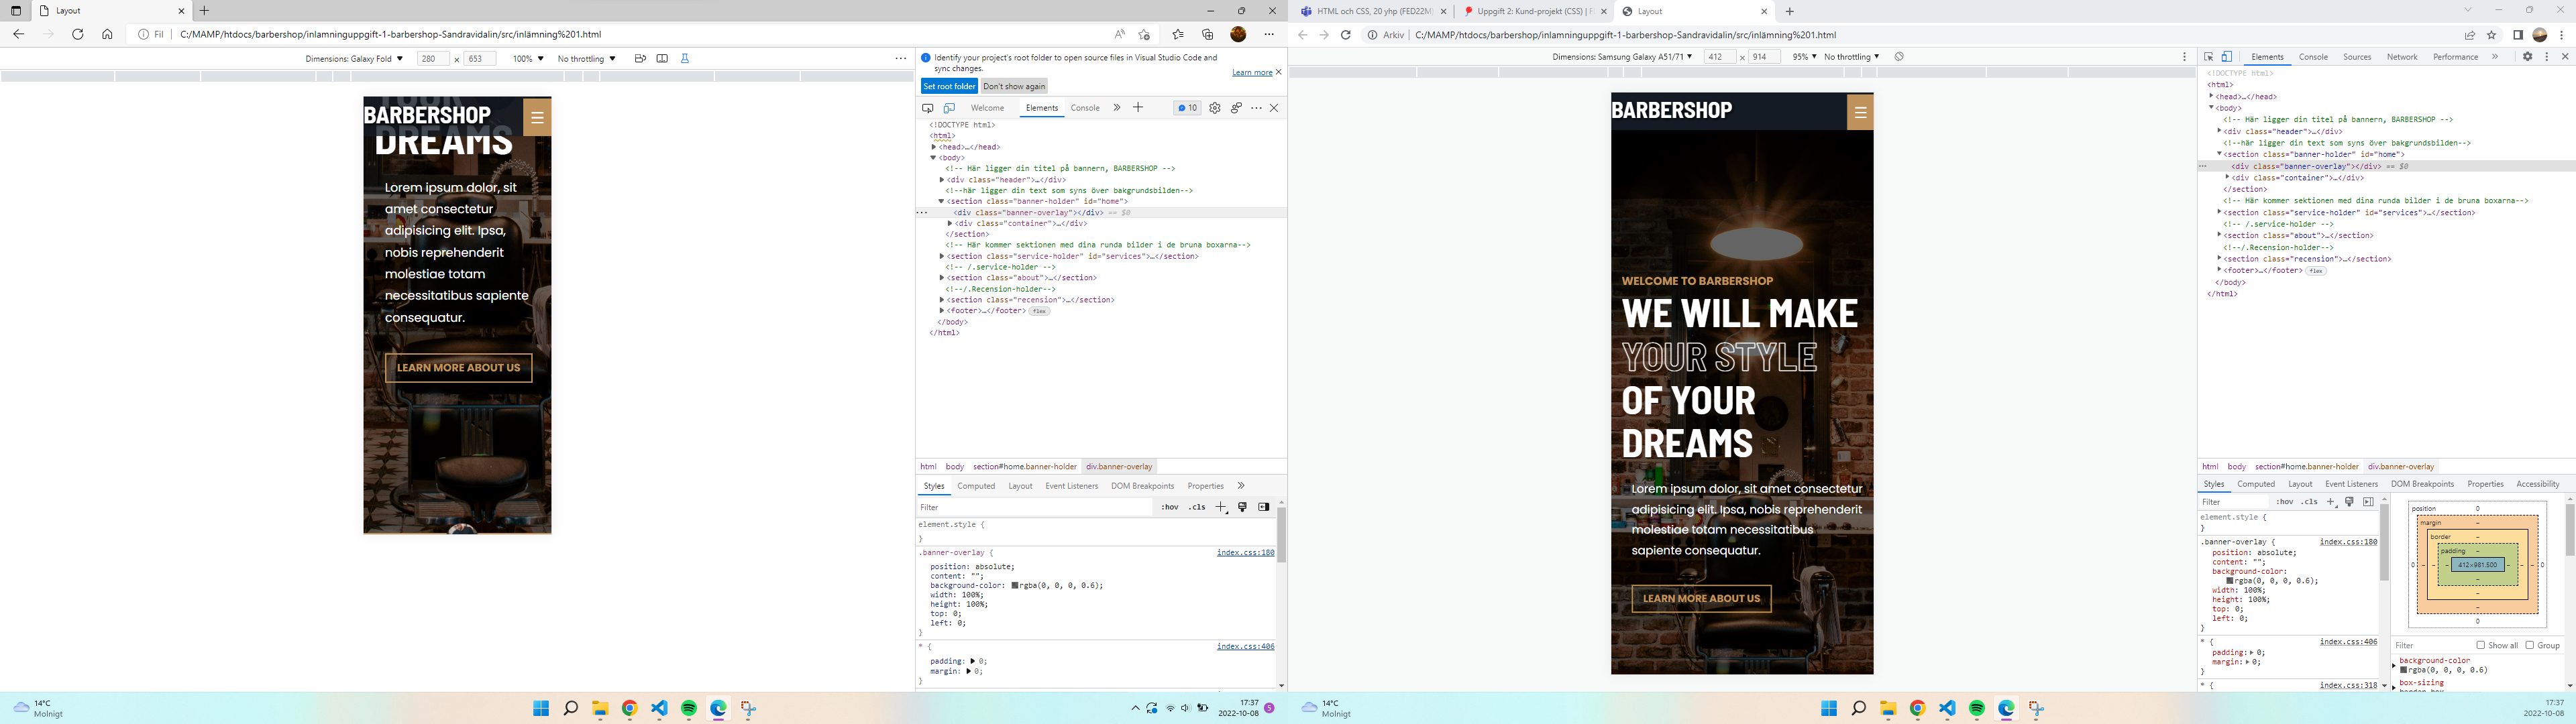 Layout
Fil
C:/MAMP/htdocs/barbershop/inlamninguppgift-1-barbershop-Sandravidalin/src/inlämning%201.html
Dimensions: Galaxy Fold
280
×
653
100%
No throttling
BARBERSHOP
DREAMS
Lorem ipsum dolor, sit
amet consectetur
adipisicing elit. Ipsa,
nobis reprehenderit
molestiae totam
necessitatibus sapiente
consequatur.
LEARN MORE ABOUT US
Identify your project's root folder to open source files in Visual Studio Code and
sync changes.
Learn more
Set root folder
Don't show again
Welcome
Elements
Console
10
<!DOCTYPE html>
<html>
<head>…</head>
<body>
<!-- Här ligger din titel på bannern, BARBERSHOP -->
<div class="header">…</div>
<!--här ligger din text som syns över bakgrundsbilden-->
<section class="banner-holder" id="home">
<div class="banner-overlay"></div> == $0
<div class="container">…</div>
</section>
<!-- Här kommer sektionen med dina runda bilder i de bruna boxarna-->
<section class="service-holder" id="services">…</section>
<!-- /.service-holder -->
<section class="about">…</section>
<!--/.Recension-holder-->
<section class="recension">…</section>
<footer>…</footer> flex
</body>
</html>
html body section#home.banner-holder div.banner-overlay
Styles Computed Layout Event Listeners DOM Breakpoints Properties
Filter
:hov .cls
element.style {
}
.banner-overlay {
index.css:180
position: absolute;
content: "";
background-color: rgba(0, 0, 0, 0.6);
width: 100%;
height: 100%;
top: 0;
left: 0;
}
* {
index.css:406
padding: 0;
margin: 0;
}
14°C
Molnigt
17:37
2022-10-08
5
HTML och CSS, 20 yhp (FED22M)
Uppgift 2: Kund-projekt (CSS) |
Layout
Arkiv
C:/MAMP/htdocs/barbershop/inlamninguppgift-1-barbershop-Sandravidalin/src/inlämning%201.html
Dimensions: Samsung Galaxy A51/71
412
×
914
95%
No throttling
BARBERSHOP
WELCOME TO BARBERSHOP
WE WILL MAKE
YOUR STYLE
OF YOUR
DREAMS
Lorem ipsum dolor, sit amet consectetur
adipisicing elit. Ipsa, nobis reprehenderit
molestiae totam necessitatibus
sapiente consequatur.
LEARN MORE ABOUT US
Elements Console Sources Network Performance
<!DOCTYPE html>
<html>
<head>…</head>
<body>
<!-- Här ligger din titel på bannern, BARBERSHOP -->
<div class="header">…</div>
<!--här ligger din text som syns över bakgrundsbilden-->
<section class="banner-holder" id="home">
<div class="banner-overlay"></div> == $0
<div class="container">…</div>
</section>
<!-- Här kommer sektionen med dina runda bilder i de bruna boxarna-->
<section class="service-holder" id="services">…</section>
<!-- /.service-holder -->
<section class="about">…</section>
<!--/.Recension-holder-->
<section class="recension">…</section>
<footer>…</footer> flex
</body>
</html>
html body section#home.banner-holder div.banner-overlay
Styles Computed Layout Event Listeners DOM Breakpoints Properties Accessibility
Filter
:hov .cls
element.style {
}
.banner-overlay {
index.css:180
position: absolute;
content: "";
background-color:
rgba(0, 0, 0, 0.6);
width: 100%;
height: 100%;
top: 0;
left: 0;
}
* {
index.css:406
padding: 0;
margin: 0;
}
* {
index.css:318
position 0
margin –
border –
padding –
0 – – – 412×981.500 – – – 0
–
–
–
0
Filter
Show all
Group
background-color
rgba(0, 0, 0, 0.6)
box-sizing
14°C
Molnigt
17:37
2022-10-08